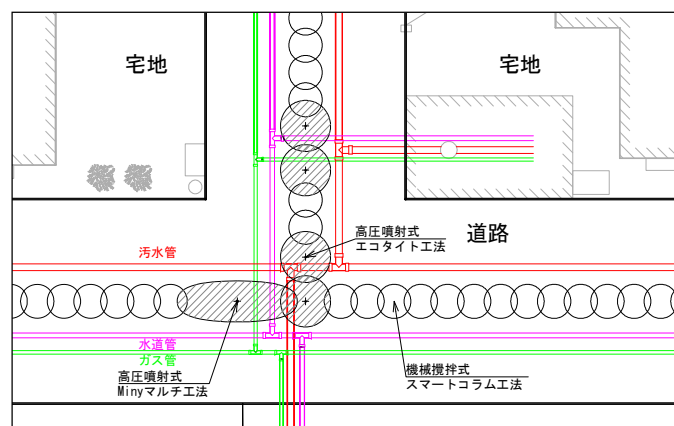 宅地
宅地
高圧噴射式
エコタイト工法
道路
汚水管
水道管
ガス管
高圧噴射式
Minyマルチ工法
機械攪拌式
スマートコラム工法